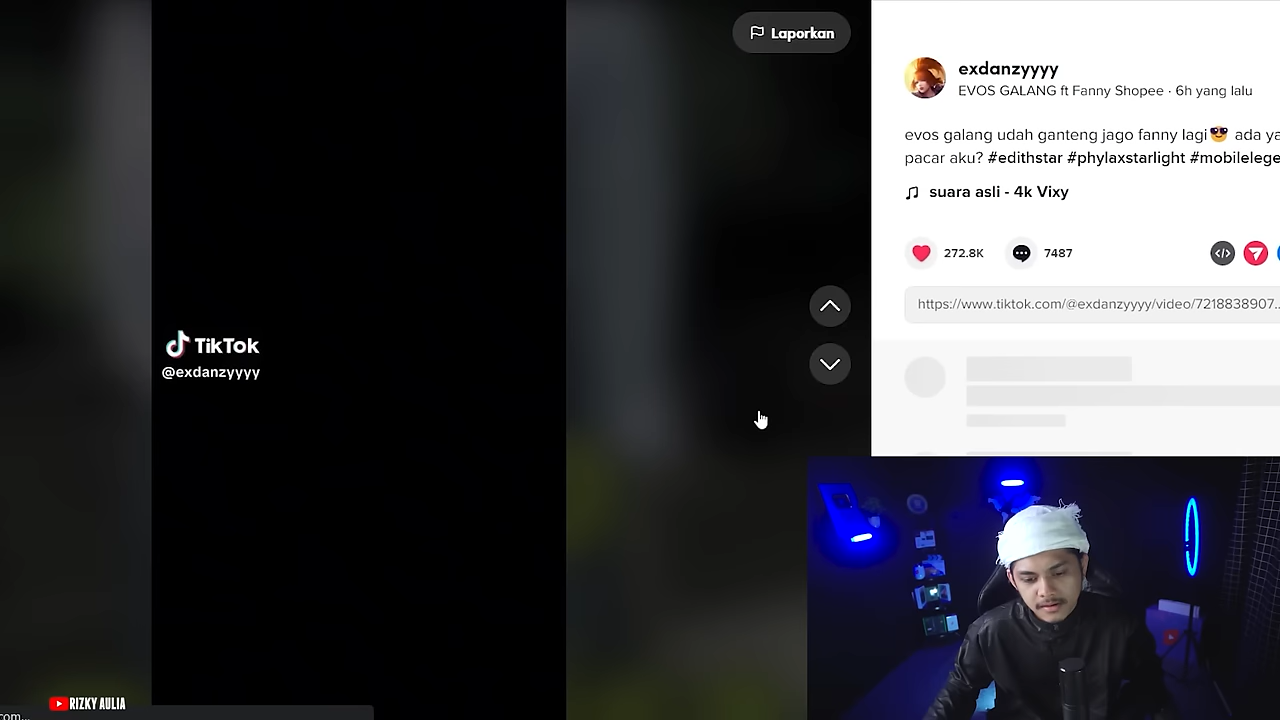 Laporkan
exdanzyyyy
EVOS GALANG ft Fanny Shopee · 6h yang lalu
evos galang udah ganteng jago fanny lagi😎 ada ya
pacar aku? #edithstar #phylaxstarlight #mobilelege
suara asli - 4k Vixy
272.8K
7487
https://www.tiktok.com/@exdanzyyyy/video/7218838907...
TikTok
@exdanzyyyy
RIZKY AULIA
com...